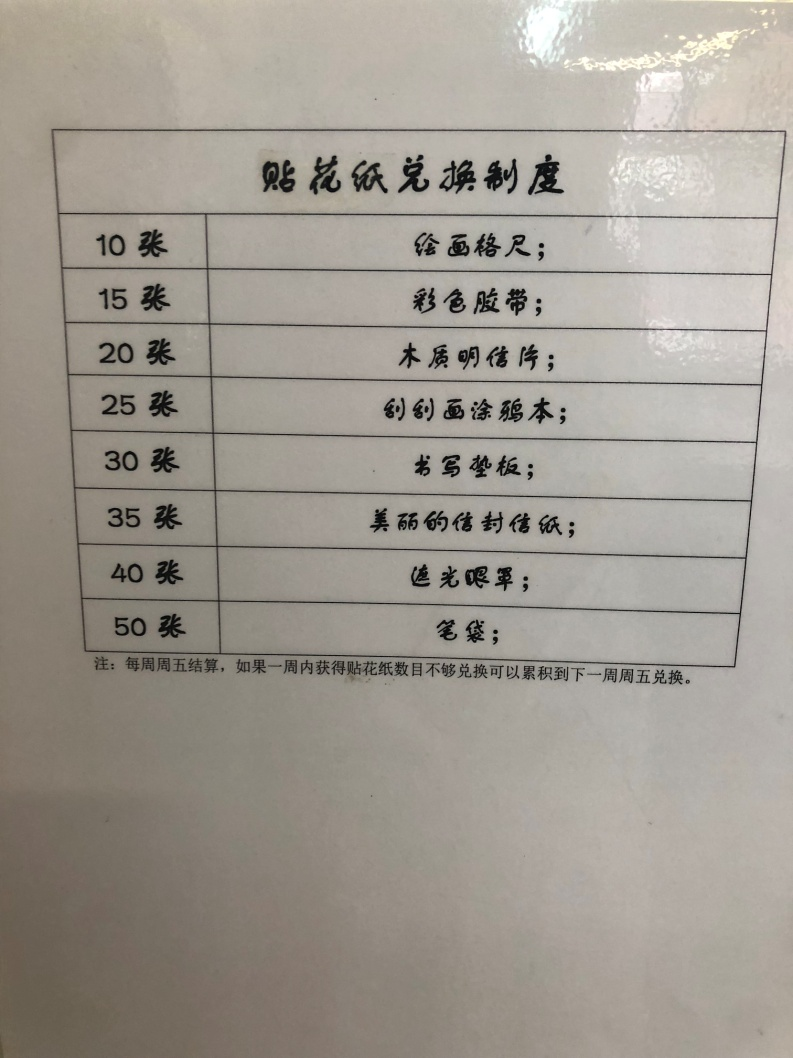 贴花纸兑换制度
10 张 绘画格尺；
15 张 彩色胶带；
20 张 木质明信片；
25 张 刮刮画涂鸦本；
30 张 书写垫板；
35 张 美丽的信封信纸；
40 张 遮光眼罩；
50 张 笔袋；
注：每周周五结算，如果一周内获得贴花纸数目不够兑换可以累积到下一周周五兑换。